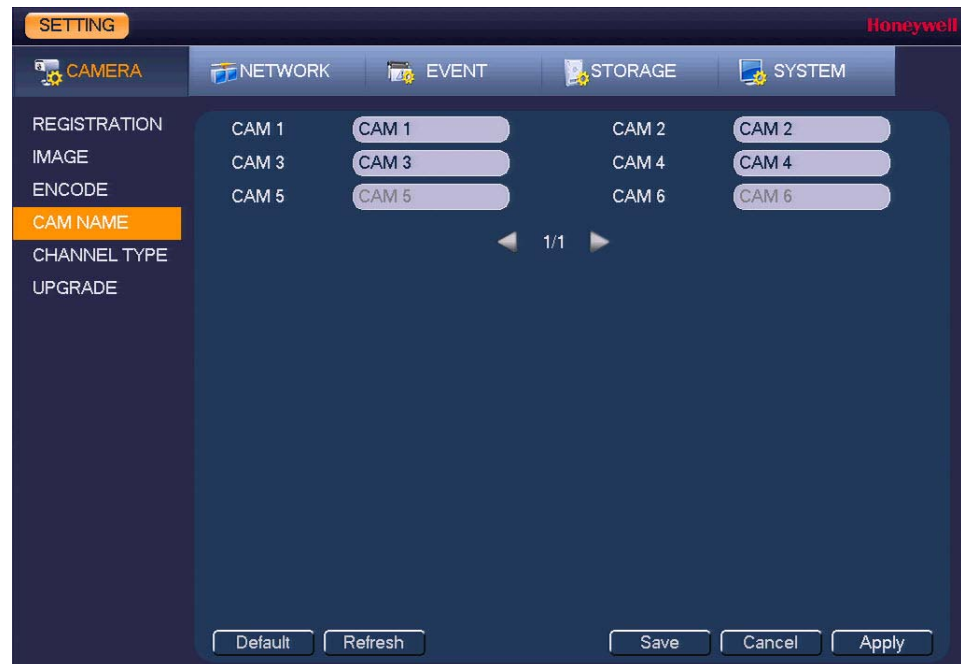 SETTING Honeywell
CAMERA NETWORK EVENT STORAGE SYSTEM
REGISTRATION
IMAGE
ENCODE
CAM NAME
CHANNEL TYPE
UPGRADE
CAM 1 CAM 1 CAM 2 CAM 2
CAM 3 CAM 3 CAM 4 CAM 4
CAM 5 CAM 5 CAM 6 CAM 6
1/1
Default Refresh Save Cancel Apply